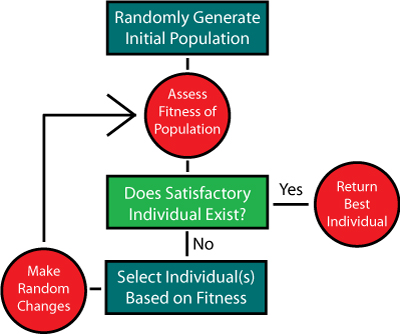 Randomly Generate
Initial Population
Assess
Fitness of
Population
Does Satisfactory
Individual Exist?
Yes
Return
Best
Individual
No
Select Individual(s)
Based on Fitness
Make
Random
Changes